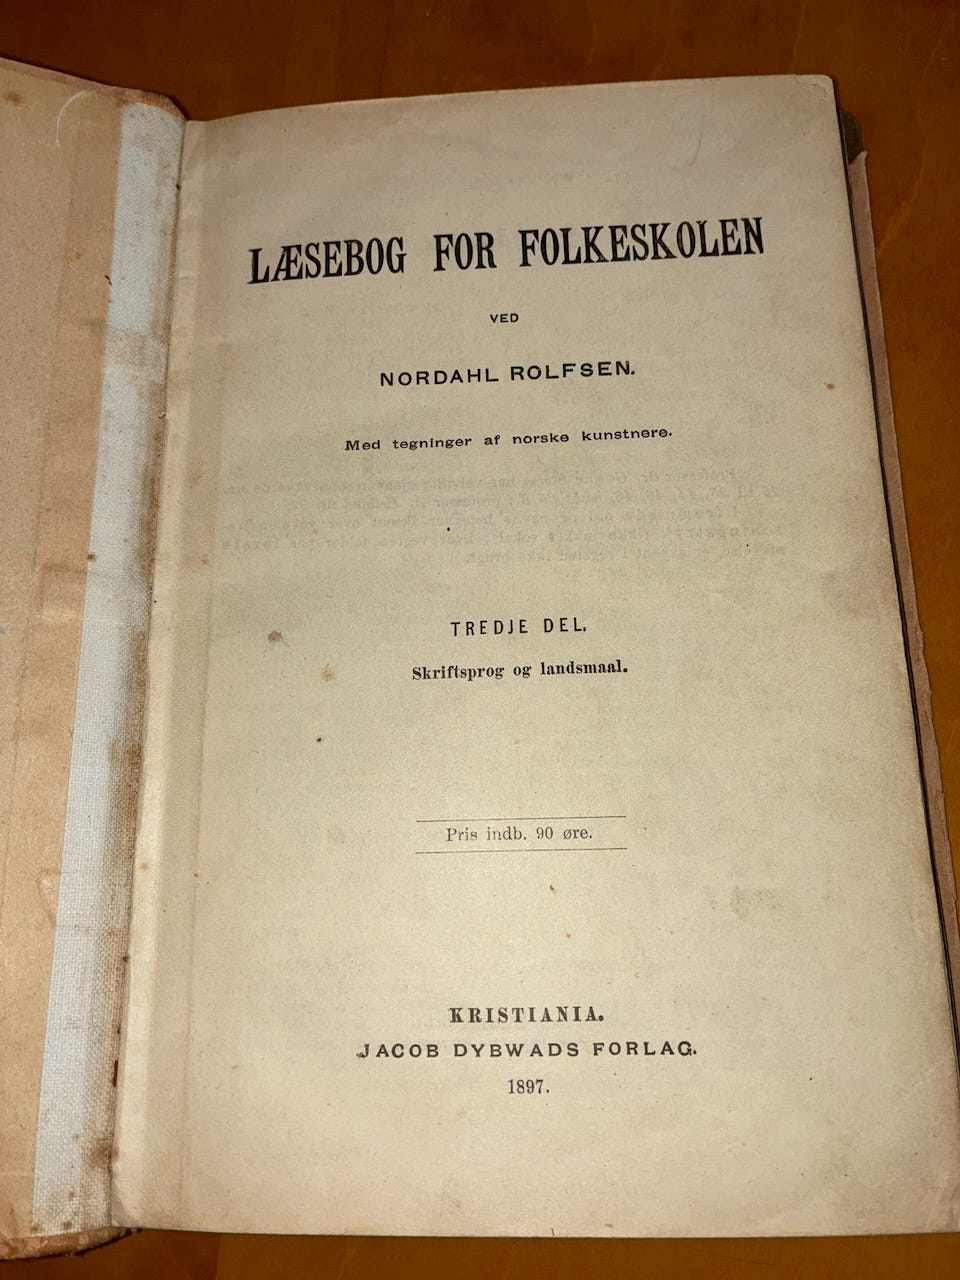 LÆSEBOG FOR FOLKESKOLEN
VED
NORDAHL ROLFSEN.
Med tegninger af norske kunstnere.
TREDJE DEL.
Skriftsprog og landsmaal.
Pris indb. 90 øre.
KRISTIANIA.
JACOB DYBWADS FORLAG.
1897.